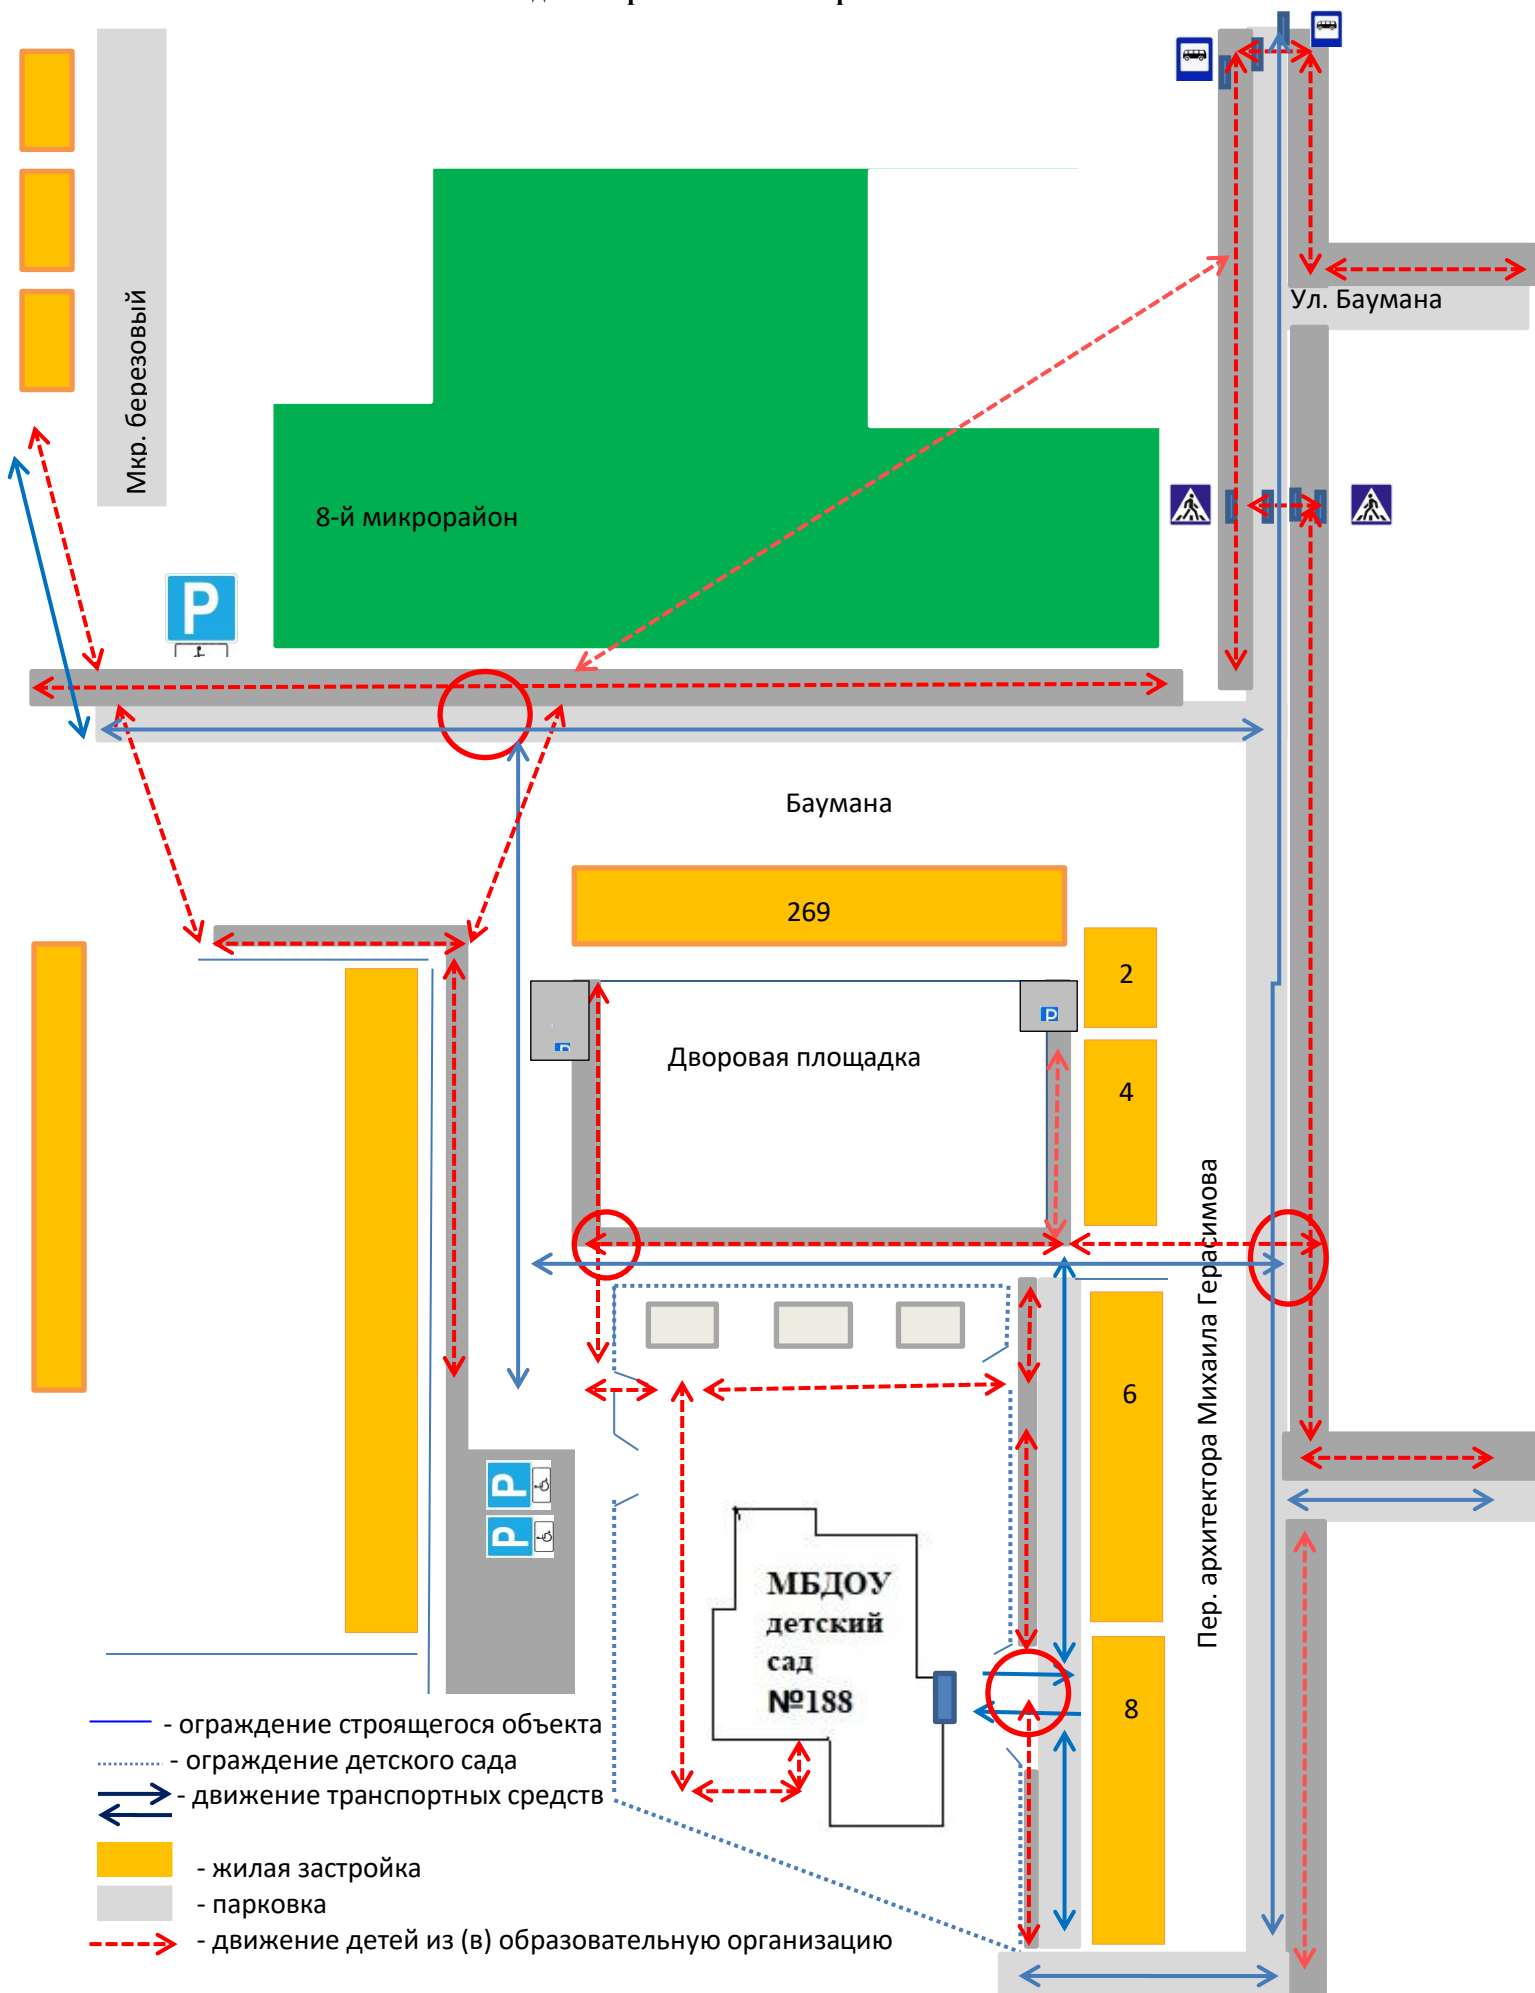 Ул. Баумана
Мкр. березовый
8-й микрорайон
P
Баумана
269
2
P
Дворовая площадка
4
Пер. архитектора Михаила Герасимова
6
P
P
МБДОУ
детский
сад
№188
8
- ограждение строящегося объекта
- ограждение детского сада
- движение транспортных средств
- жилая застройка
- парковка
- движение детей из (в) образовательную организацию